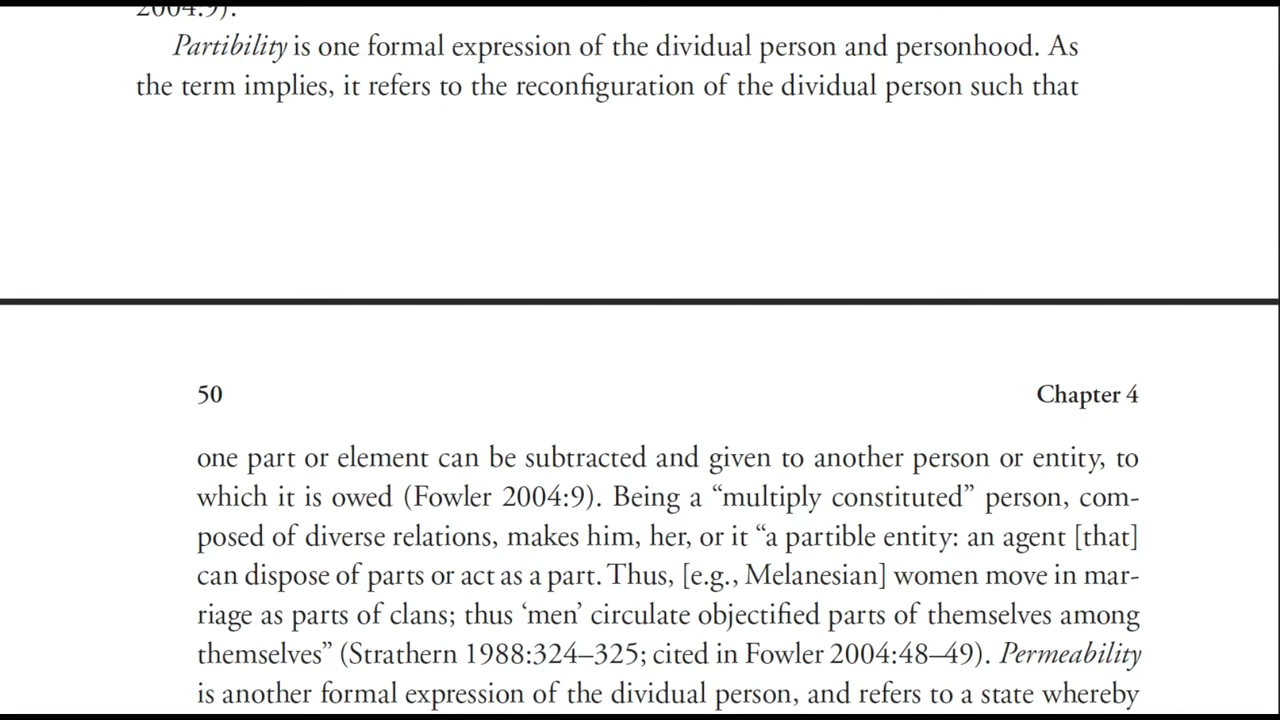 2004:9).
Partibility is one formal expression of the dividual person and personhood. As
the term implies, it refers to the reconfiguration of the dividual person such that
50
Chapter 4
one part or element can be subtracted and given to another person or entity, to
which it is owed (Fowler 2004:9). Being a “multiply constituted” person, com-
posed of diverse relations, makes him, her, or it “a partible entity: an agent [that]
can dispose of parts or act as a part. Thus, [e.g., Melanesian] women move in mar-
riage as parts of clans; thus ‘men’ circulate objectified parts of themselves among
themselves” (Strathern 1988:324–325; cited in Fowler 2004:48–49). Permeability
is another formal expression of the dividual person, and refers to a state whereby